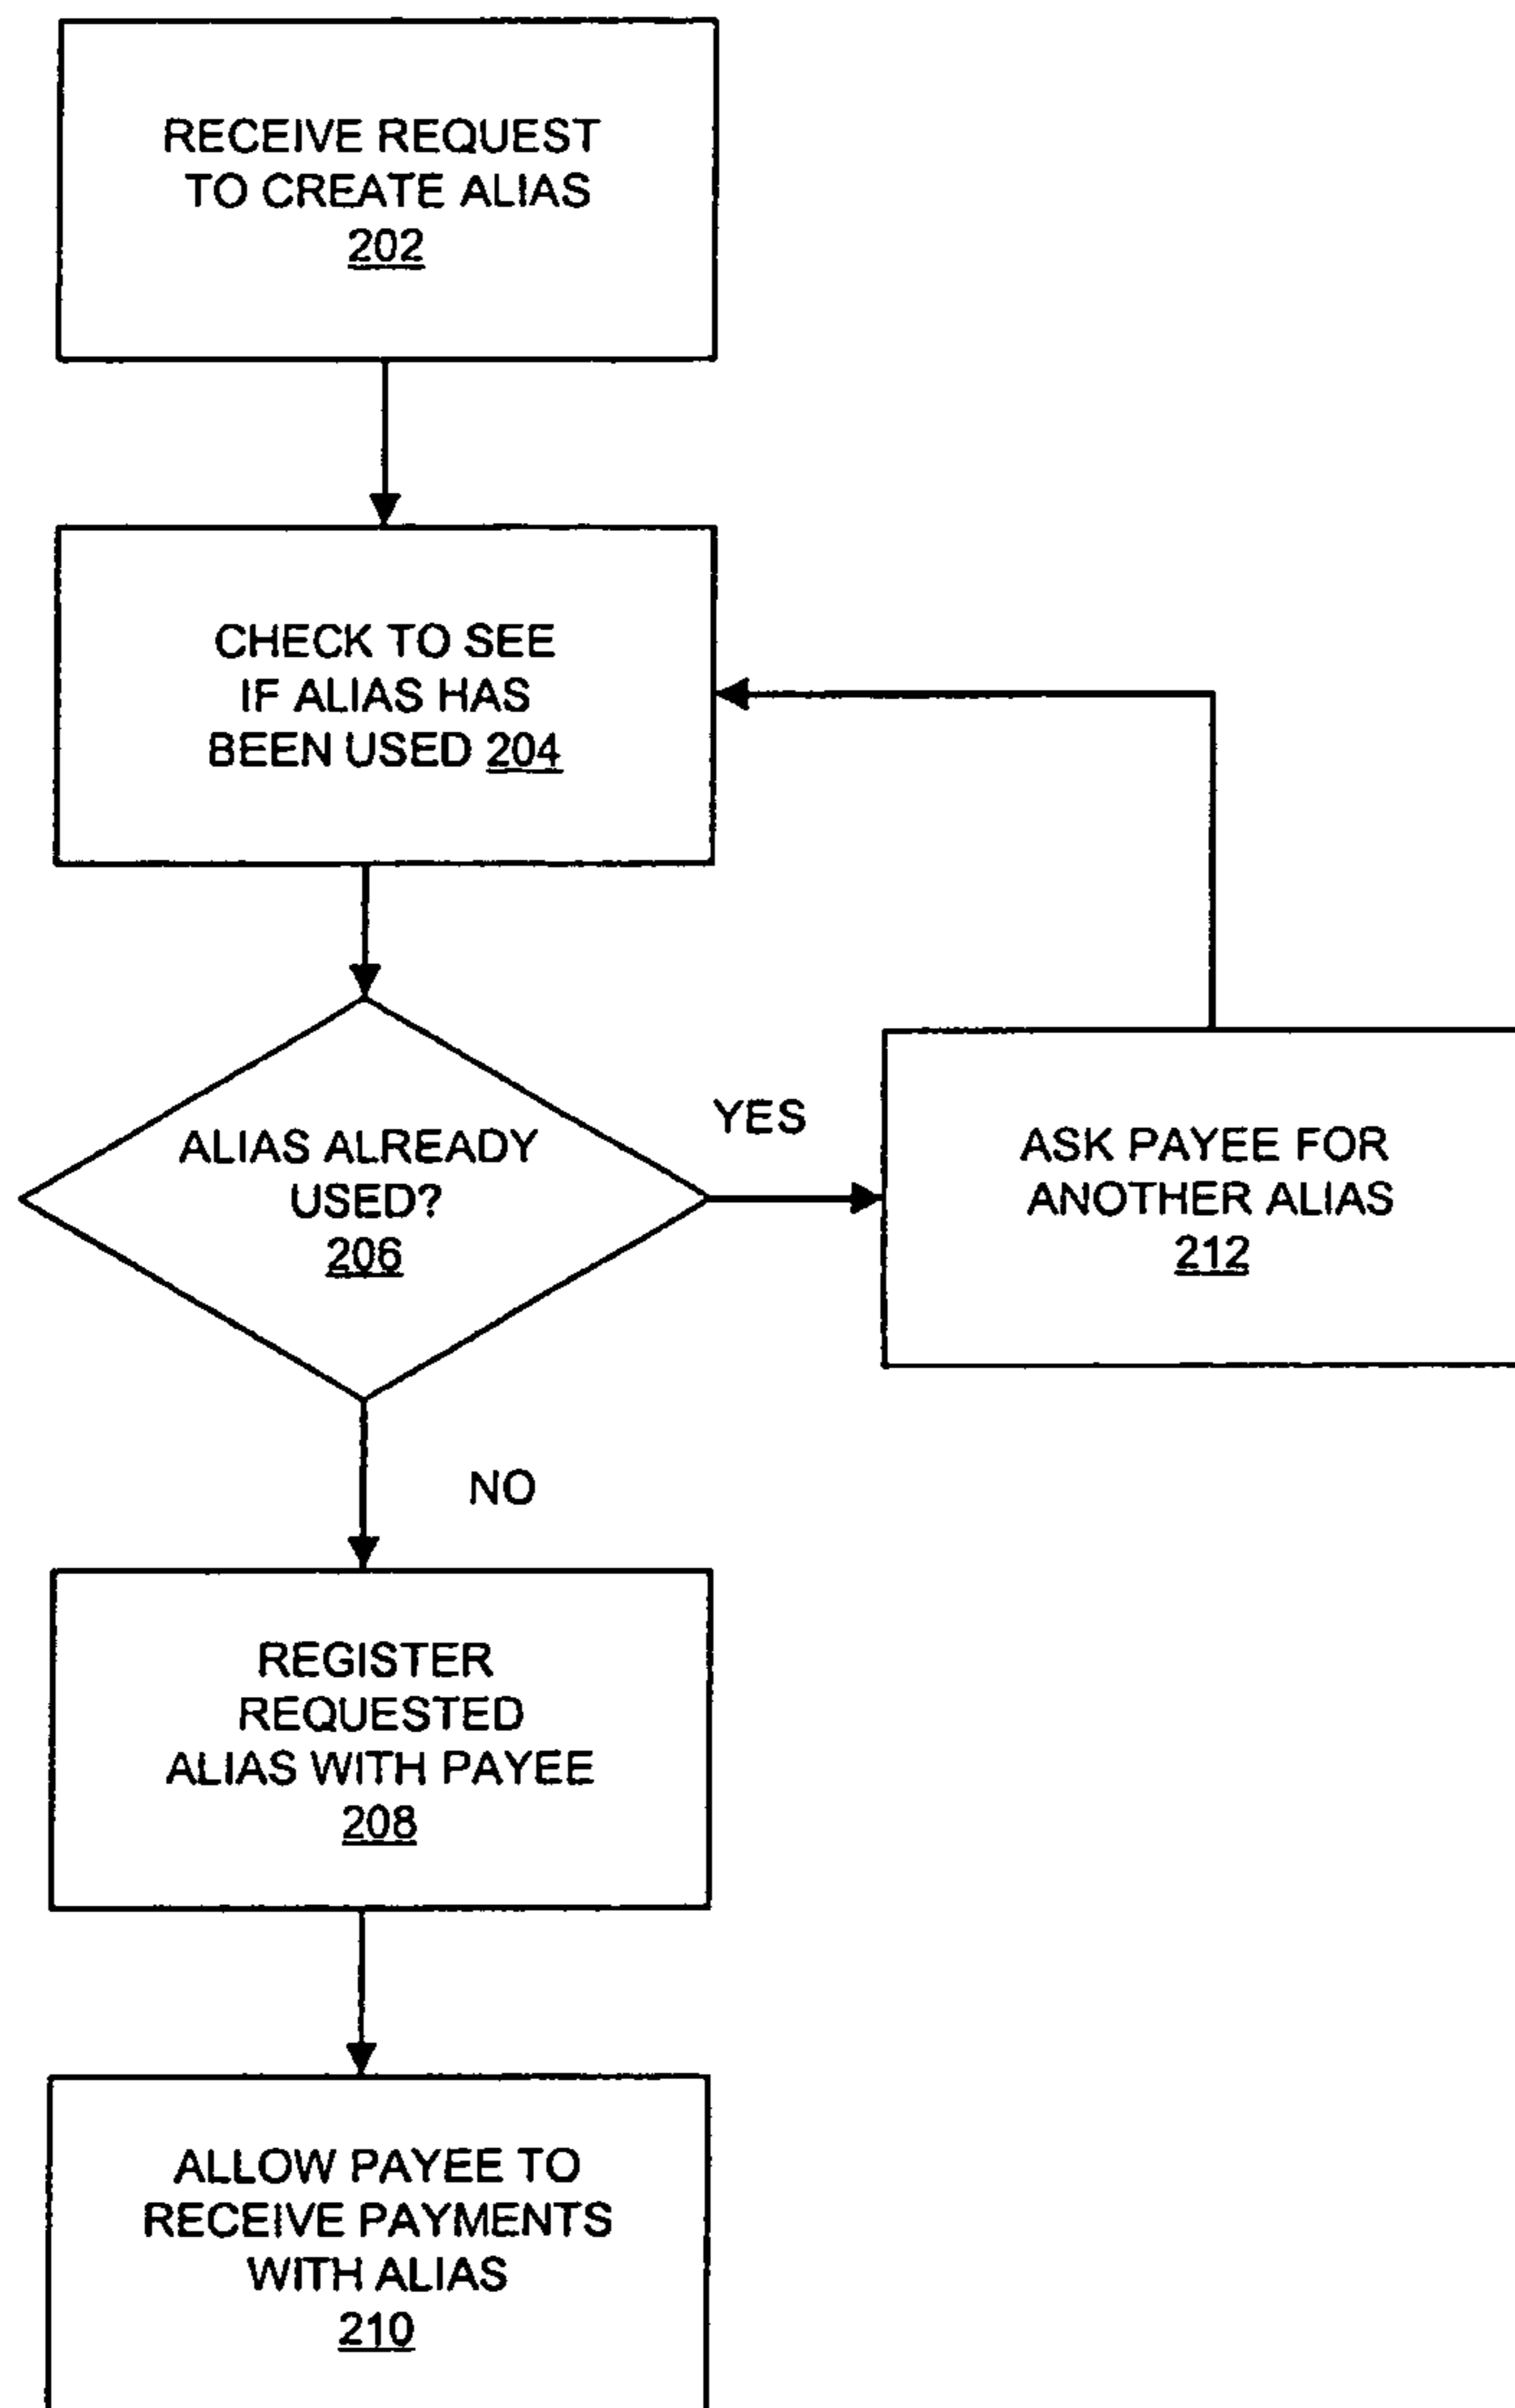 RECEIVE REQUEST
TO CREATE ALIAS
202
CHECK TO SEE
IF ALIAS HAS
BEEN USED 204
ALIAS ALREADY
USED?
206
YES
ASK PAYEE FOR
ANOTHER ALIAS
212
NO
REGISTER
REQUESTED
ALIAS WITH PAYEE
208
ALLOW PAYEE TO
RECEIVE PAYMENTS
WITH ALIAS
210